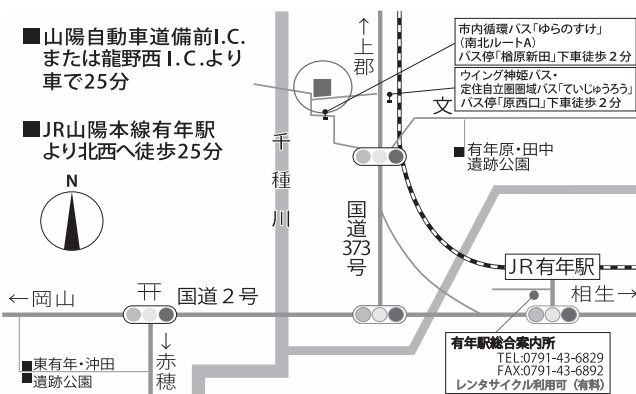 ■山陽自動車道備前I.C.
または龍野西I.C.より
車で25分
■JR山陽本線有年駅
より北西へ徒歩25分
N
↑
上郡
市内循環バス「ゆらのすけ」
(南北ルートA)
バス停「楢原新田」下車徒歩2分
ウイング神姫バス・
定住自立圏圏域バス「ていじゅうろう」
バス停「原西口」下車徒歩2分
文
■有年原・田中
遺跡公園
千種川
国道373号
JR有年駅
←岡山
国道2号
相生→
↓
赤穂
■東有年・沖田
■遺跡公園
有年駅総合案内所
TEL:0791-43-6829
FAX:0791-43-6892
レンタサイクル利用可(有料)